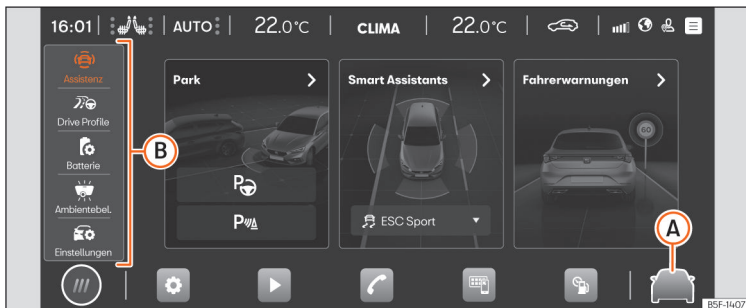 16:01 AUTO 22.0°C CLIMA 22.0°C
Assistenz
Drive Profile
Batterie
Ambientebel.
Einstellungen
B
Park
P
P
Smart Assistants
ESC Sport
Fahrerwarnungen
60
A
B5F-1407